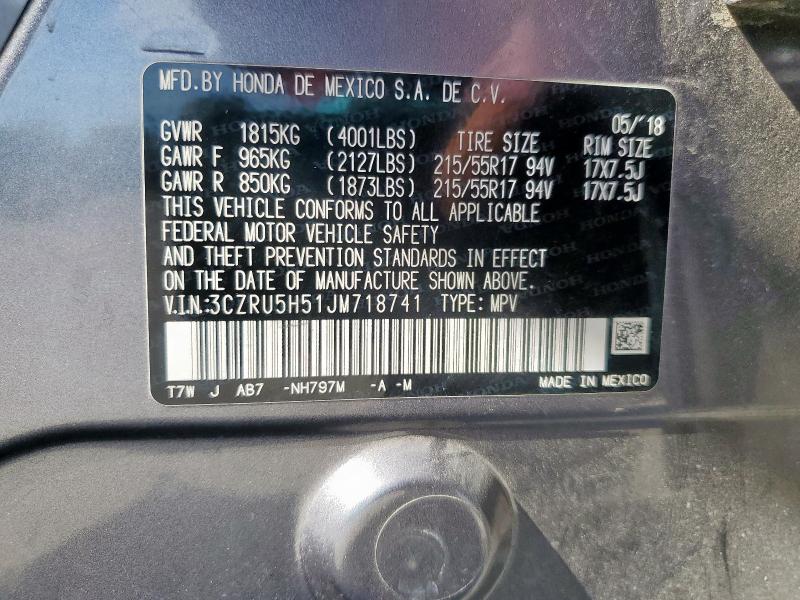 MFD.BY HONDA DE MEXICO S.A. DE C.V.
05/'18
GVWR 1815KG (4001LBS) TIRE SIZE RIM SIZE
GAWR F 965KG (2127LBS) 215/55R17 94V 17X7.5J
GAWR R 850KG (1873LBS) 215/55R17 94V 17X7.5J
THIS VEHICLE CONFORMS TO ALL APPLICABLE
FEDERAL MOTOR VEHICLE SAFETY
AND THEFT PREVENTION STANDARDS IN EFFECT
ON THE DATE OF MANUFACTURE SHOWN ABOVE.
V.I.N.:3CZRU5H51JM718741 TYPE: MPV
T7W J AB7 -NH797M -A -M MADE IN MEXICO